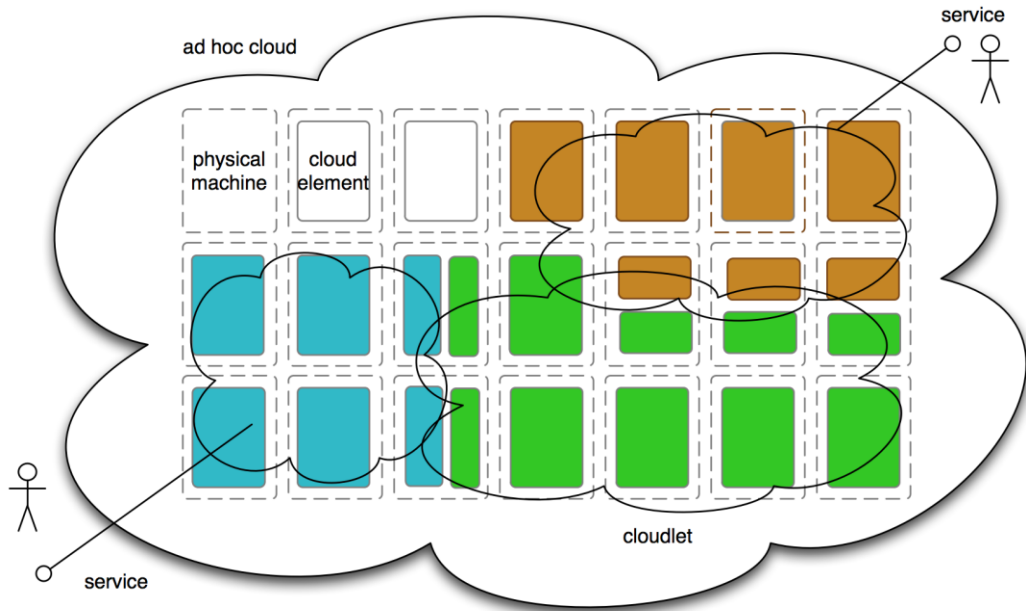 service
ad hoc cloud
physical
machine
cloud
element
cloudlet
service